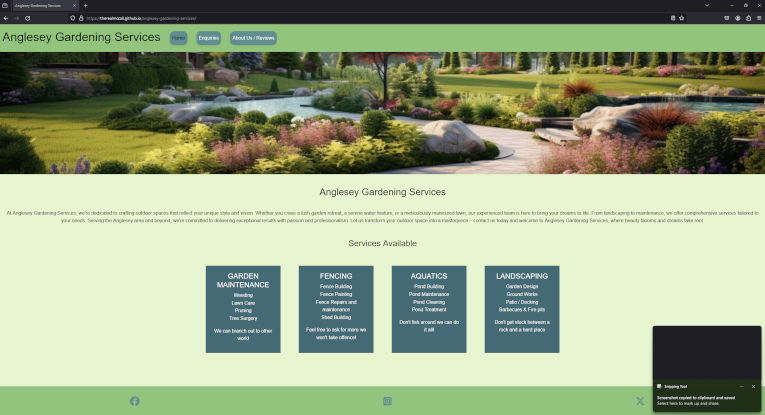 Anglesey Gardening Services
https://therealmozall.github.io/anglesey-gardening-services/
Anglesey Gardening Services
Home
Enquiries
About Us / Reviews
Anglesey Gardening Services
At Anglesey Gardening Services, we're dedicated to crafting outdoor spaces that reflect your unique style and vision. Whether you crave a lush garden retreat, a serene water feature, or a meticulously manicured lawn, our experienced team is here to bring your dreams to life. From landscaping to maintenance, we offer comprehensive services tailored to
your needs. Serving the Anglesey area and beyond, we're committed to delivering exceptional results with passion and professionalism. Let us transform your outdoor space into a masterpiece – contact us today and welcome to Anglesey Gardening Services, where beauty blooms and dreams take root.
Services Available
GARDEN
MAINTENANCE
Weeding
Lawn Care
Pruning
Tree Surgery
We can branch out to other
work!
FENCING
Fence Building
Fence Painting
Fence Repairs and
maintenance
Shed Building
Feel free to ask for more we
won't take offence!
AQUATICS
Pond Building
Pond Maintenance
Pond Cleaning
Pond Treatment
Don't fish around we can do
it all!
LANDSCAPING
Garden Design
Ground Works
Patio / Decking
Barbecues & Fire pits
Don't get stuck between a
rock and a hard place
Snipping Tool
Screenshot copied to clipboard and saved
Select here to mark up and share.